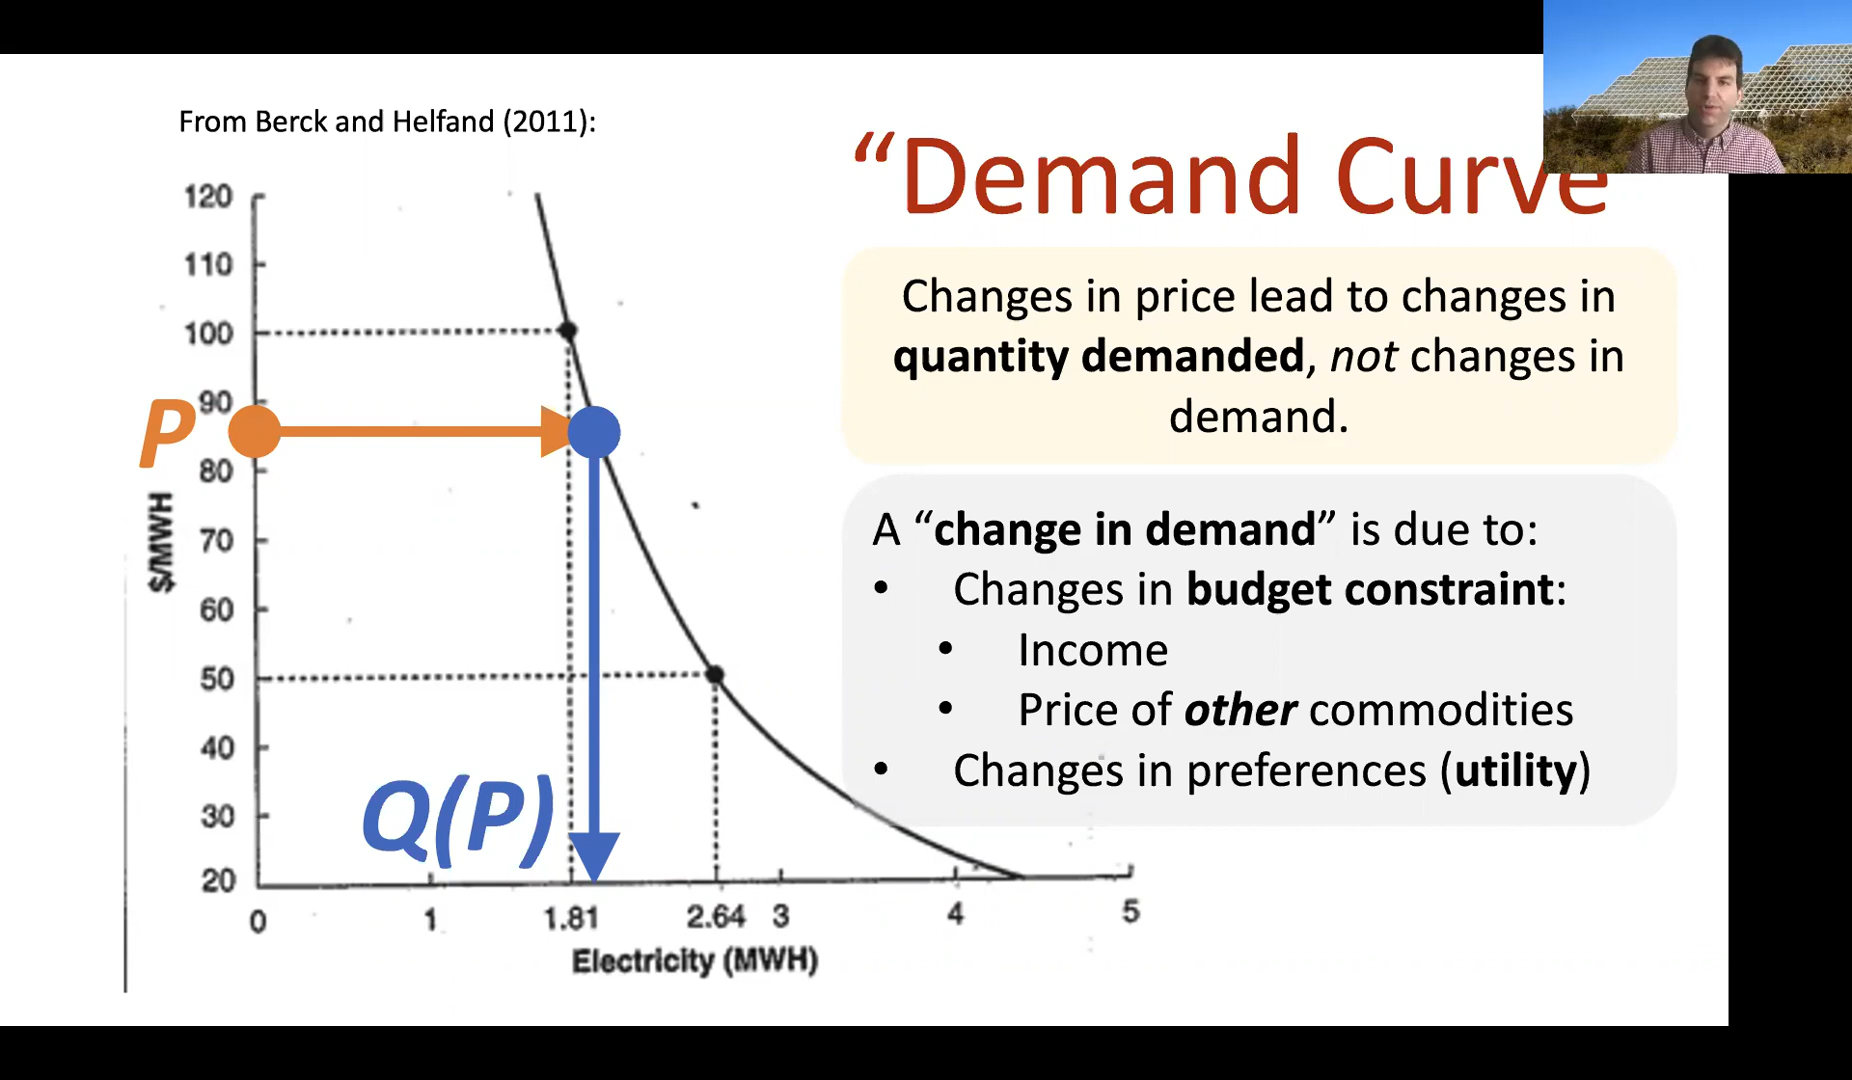 From Berck and Helfand (2011):
“Demand Curve
Changes in price lead to changes in
quantity demanded, not changes in
demand.
A “change in demand” is due to:
• Changes in budget constraint:
• Income
• Price of other commodities
• Changes in preferences (utility)
120
110
100
90
80
70
60
50
40
30
20
P
$/MWH
Q(P)
0 1 1.81 2.64 3 4 5
Electricity (MWH)